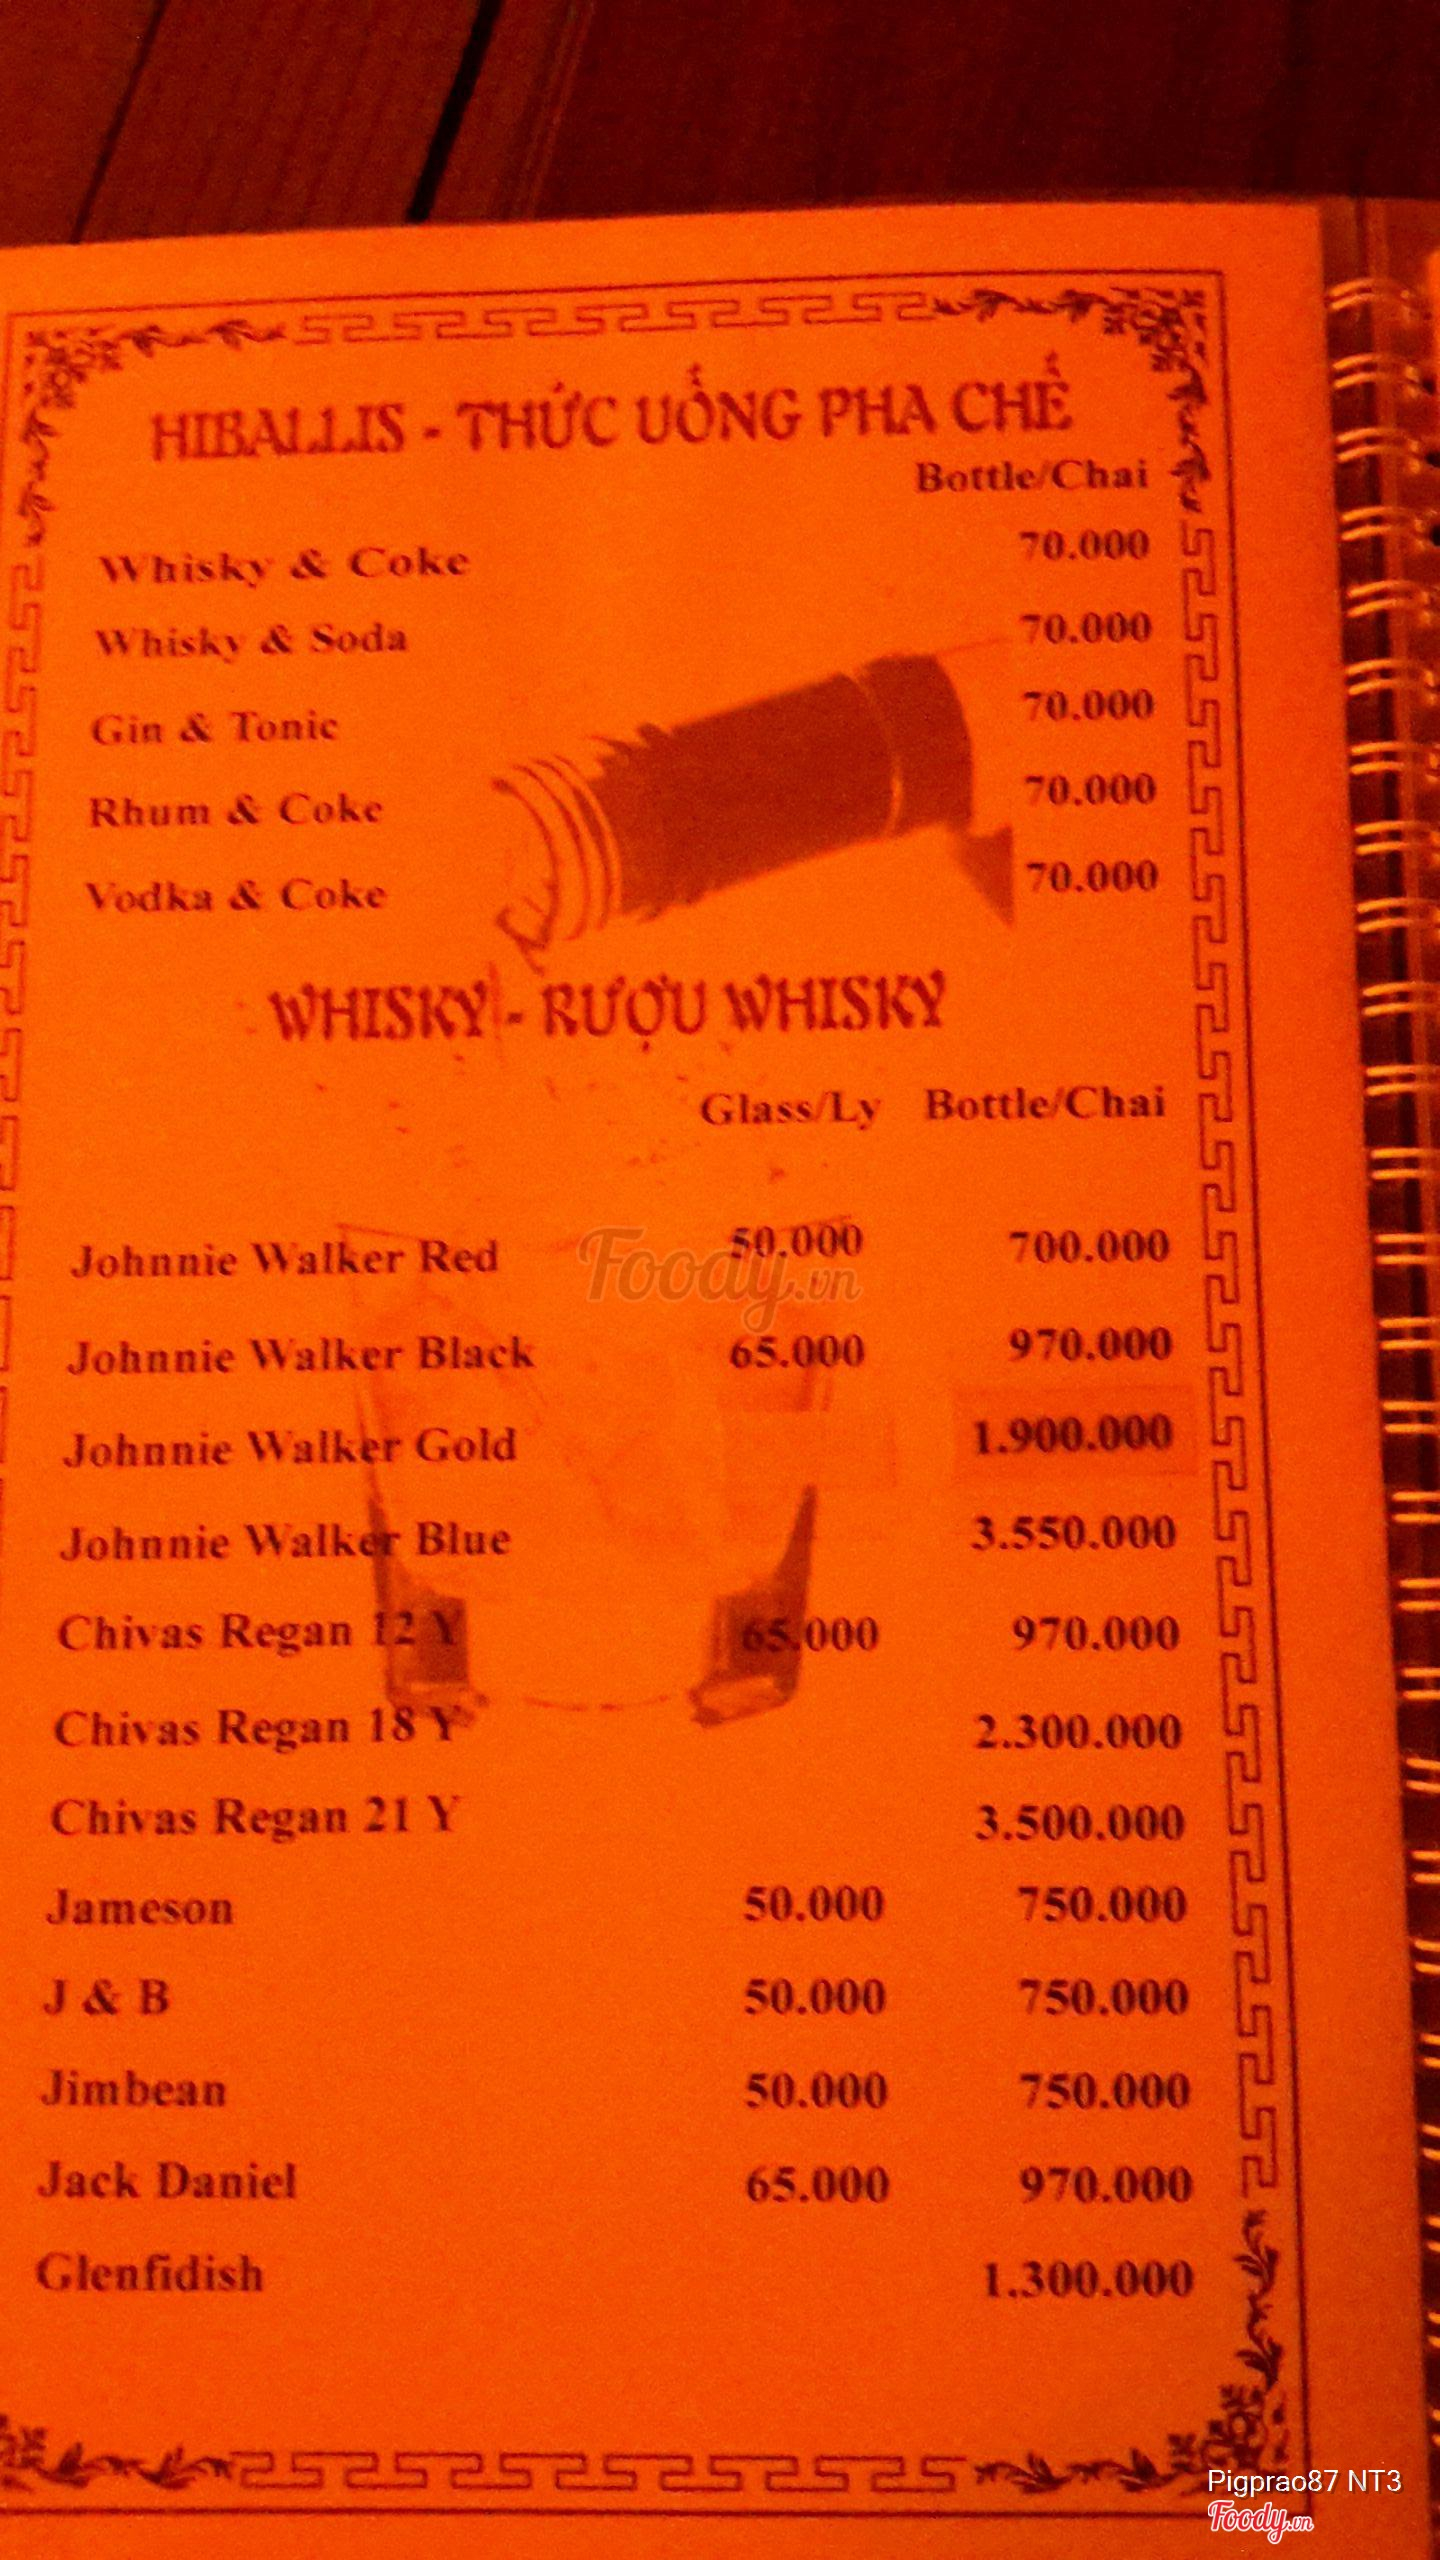 HIBALLIS - THỨC UỐNG PHA CHẾ
Bottle/Chai
Whisky & Coke 70.000
Whisky & Soda 70.000
Gin & Tonic 70.000
Rhum & Coke 70.000
Vodka & Coke 70.000
WHISKY - RƯỢU WHISKY
Glass/Ly Bottle/Chai
Johnnie Walker Red 50.000 700.000
Foody.vn
Johnnie Walker Black 65.000 970.000
Johnnie Walker Gold 1.900.000
Johnnie Walker Blue 3.550.000
Chivas Regan 12 Y 65.000 970.000
Chivas Regan 18 Y 2.300.000
Chivas Regan 21 Y 3.500.000
Jameson 50.000 750.000
J & B 50.000 750.000
Jimbean 50.000 750.000
Jack Daniel 65.000 970.000
Glenfidish 1.300.000
Pigprao87 NT3
Foody.vn